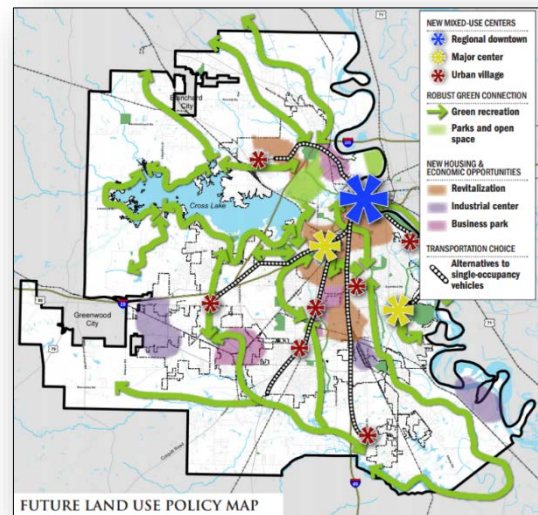 NEW MIXED-USE CENTERS
Regional downtown
Major center
Urban village
ROBUST GREEN CONNECTION
Green recreation
Parks and open
space
NEW HOUSING &
ECONOMIC OPPORTUNITIES
Revitalization
Industrial center
Business park
TRANSPORTATION CHOICE
Alternatives to
single-occupancy
vehicles
Blanchard
City
Cross Lake
Greenwood
City
FUTURE LAND USE POLICY MAP